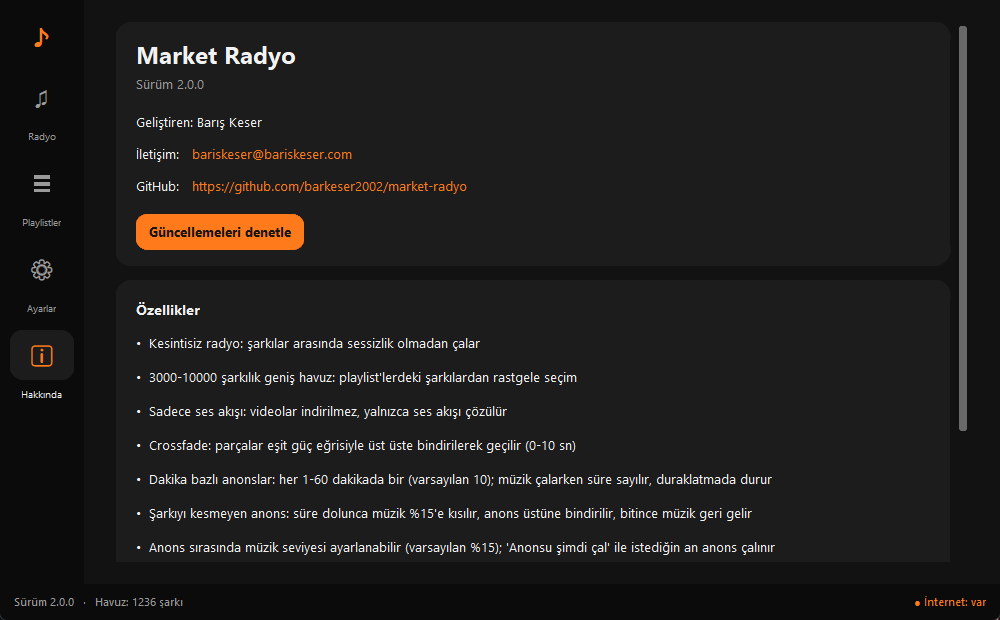 Market Radyo
Sürüm 2.0.0
Geliştiren: Barış Keser
İletişim: bariskeser@bariskeser.com
GitHub: https://github.com/barkeser2002/market-radyo
Güncellemeleri denetle
Radyo
Playlistler
Ayarlar
Hakkında
Özellikler
• Kesintisiz radyo: şarkılar arasında sessizlik olmadan çalar
• 3000-10000 şarkılık geniş havuz: playlist'lerdeki şarkılardan rastgele seçim
• Sadece ses akışı: videolar indirilmez, yalnızca ses akışı çözülür
• Crossfade: parçalar eşit güç eğrisiyle üst üste bindirilerek geçilir (0-10 sn)
• Dakika bazlı anonslar: her 1-60 dakikada bir (varsayılan 10); müzik çalarken süre sayılır, duraklatmada durur
• Şarkıyı kesmeyen anons: süre dolunca müzik %15'e kısılır, anons üstüne bindirilir, bitince müzik geri gelir
• Anons sırasında müzik seviyesi ayarlanabilir (varsayılan %15); 'Anonsu şimdi çal' ile istediğin an anons çalınır
Sürüm 2.0.0 · Havuz: 1236 şarkı
● İnternet: var